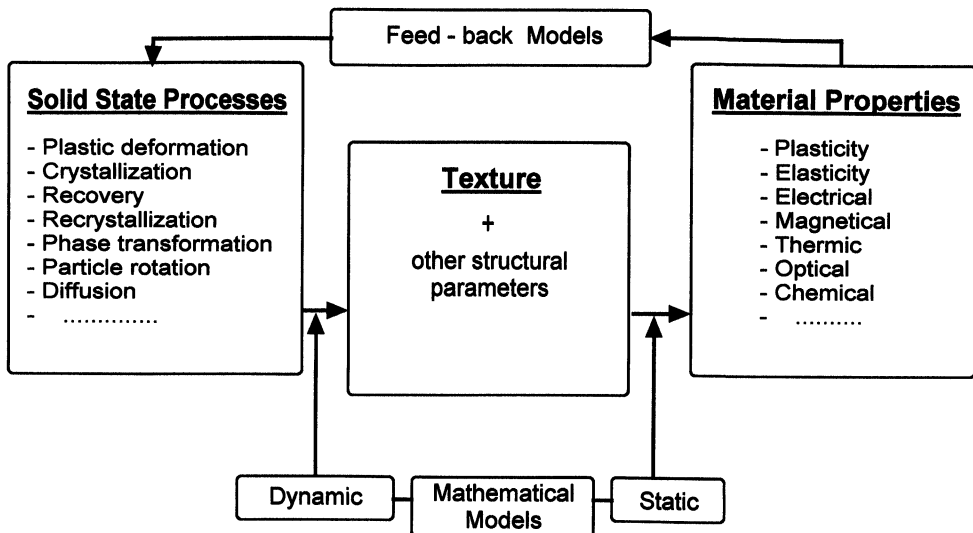 Feed - back Models
Solid State Processes
- Plastic deformation
- Crystallization
- Recovery
- Recrystallization
- Phase transformation
- Particle rotation
- Diffusion
- ..............
Texture
+
other structural
parameters
Material Properties
- Plasticity
- Elasticity
- Electrical
- Magnetical
- Thermic
- Optical
- Chemical
- ..........
Dynamic
Mathematical
Models
Static